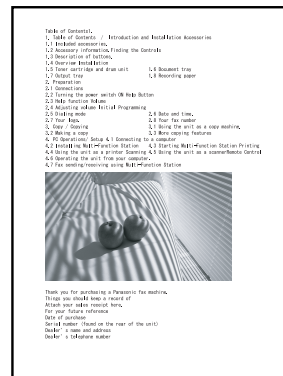 Table of Contents1.
1. Table of Contents / Introduction and Installation Accessories
1.1 Included accessories.
1.2 Accessory information.Finding the Controls
1.3 Description of buttons.
1.4 Overview Installation
1.5 Toner cartridge and drum unit 1.6 Document tray
1.7 Output tray 1.8 Recording paper
2. Preparation
2.1 Connections
2.2 Turning the power switch ON Help Button
2.3 Help function Volume
2.4 Adjusting volume Initial Programming
2.5 Dialing mode 2.6 Date and time.
2.7 Your logo. 2.8 Your fax number
3. Copy / Copying 3.1 Using the unit as a copy machine.
3.2 Making a copy 3.3 More copying features
4. PC Operations/ Setup 4.1 Connecting to a computer
4.2 Installing Multi-Function Station 4.3 Starting Multi-Function Station Printing
4.4 Using the unit as a printer Scanning 4.5 Using the unit as a scannerRemote Control
4.6 Operating the unit from your computer.
4.7 Fax sending/receiving using Multi-Function Station
Thank you for purchasing a Panasonic fax machine.
Things you should keep a record of
Attach your sales receipt here.
For your future reference
Date of purchase
Serial number (found on the rear of the unit)
Dealer's name and address
Dealer's telephone number